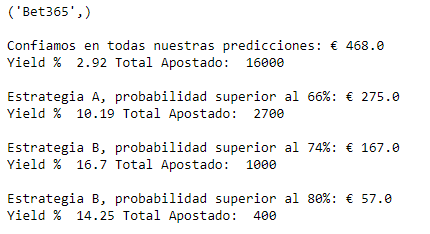 ('Bet365',)
Confiamos en todas nuestras predicciones: € 468.0
Yield %  2.92 Total Apostado:  16000
Estrategia A, probabilidad superior al 66%: € 275.0
Yield %  10.19 Total Apostado:  2700
Estrategia B, probabilidad superior al 74%: € 167.0
Yield %  16.7 Total Apostado:  1000
Estrategia B, probabilidad superior al 80%: € 57.0
Yield %  14.25 Total Apostado:  400